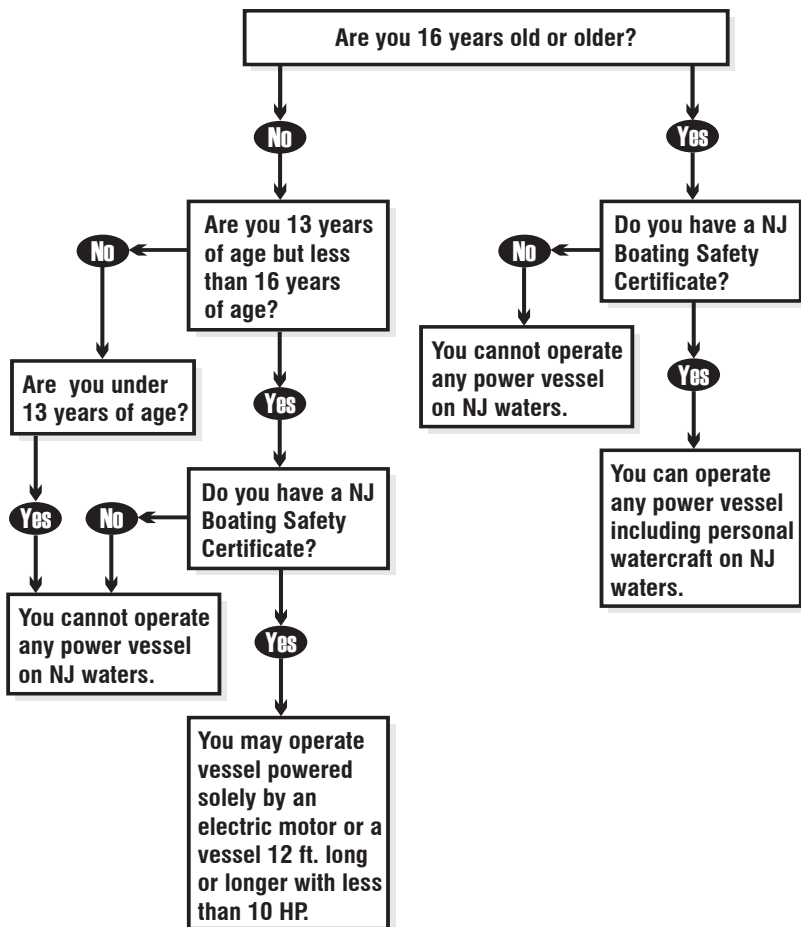 Are you 16 years old or older?
No
Yes
Are you 13 years
of age but less
than 16 years
of age?
No
Do you have a NJ
Boating Safety
Certificate?
No
You cannot operate
any power vessel
on NJ waters.
Yes
Are you under
13 years of age?
Yes
You can operate
any power vessel
including personal
watercraft on NJ
waters.
Do you have a NJ
Boating Safety
Certificate?
Yes
No
You cannot operate
any power vessel
on NJ waters.
Yes
You may operate
vessel powered
solely by an
electric motor or a
vessel 12 ft. long
or longer with less
than 10 HP.